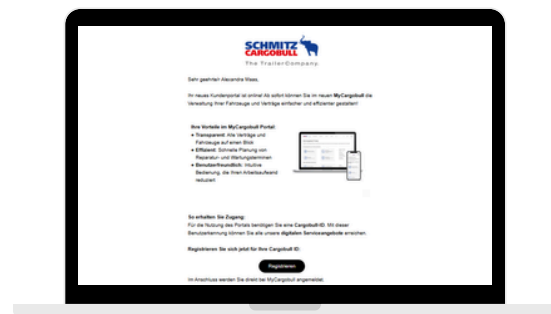 SCHMITZ
CARGOBULL
The TrailerCompany.
Sehr geehrte/r Alexandra Maas,
Ihr neues Kundenportal ist online! Ab sofort können Sie im neuen MyCargobull die
Verwaltung Ihrer Fahrzeuge und Verträge einfacher und effizienter gestalten!
Ihre Vorteile im MyCargobull Portal:
• Transparent: Alle Verträge und
Fahrzeuge auf einen Blick
• Effizient: Schnelle Planung von
Reparatur- und Wartungsterminen
• Benutzerfreundlich: Intuitive
Bedienung, die Ihren Arbeitsaufwand
reduziert
So erhalten Sie Zugang:
Für die Nutzung des Portals benötigen Sie eine Cargobull-ID. Mit dieser
Benutzerkennung können Sie alle unsere digitalen Serviceangebote erreichen.
Registrieren Sie sich jetzt für Ihre Cargobull ID:
Registrieren
Im Anschluss werden Sie direkt bei MyCargobull angemeldet.